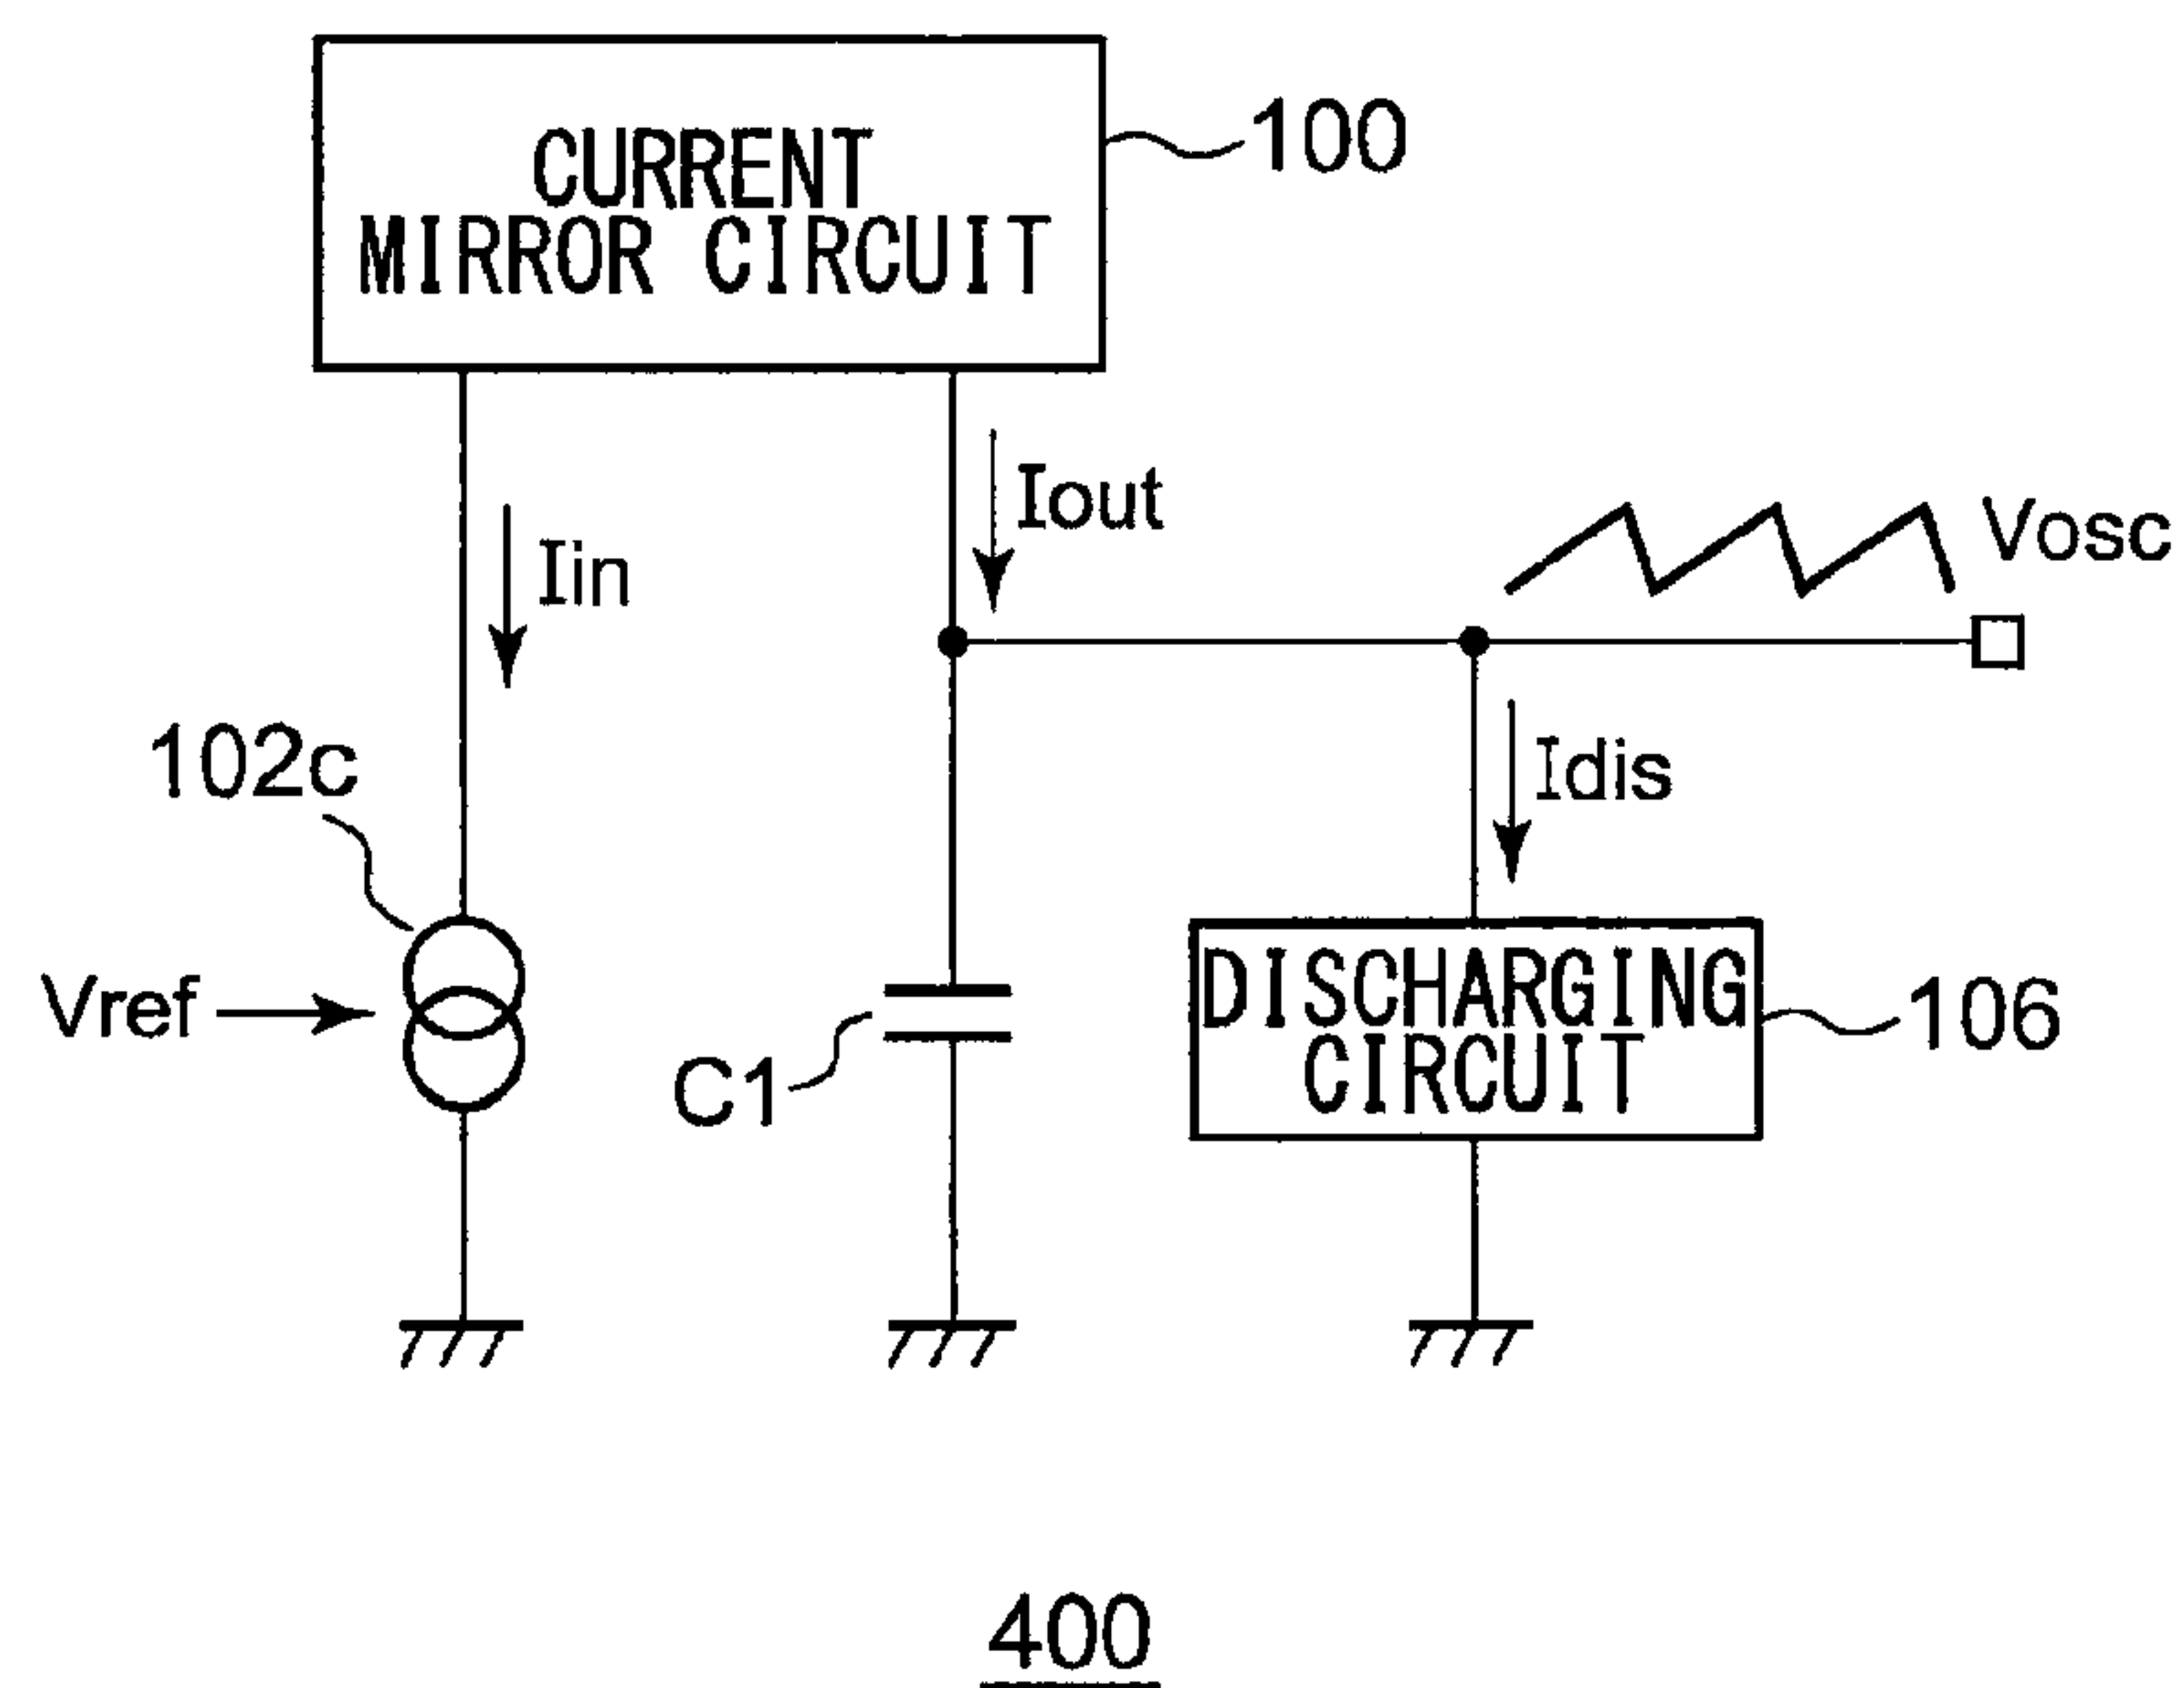 CURRENT
MIRROR CIRCUIT
100
Iout
Iin
Vosc
102c
Idis
Vref
C1
DISCHARGING
CIRCUIT
106
400